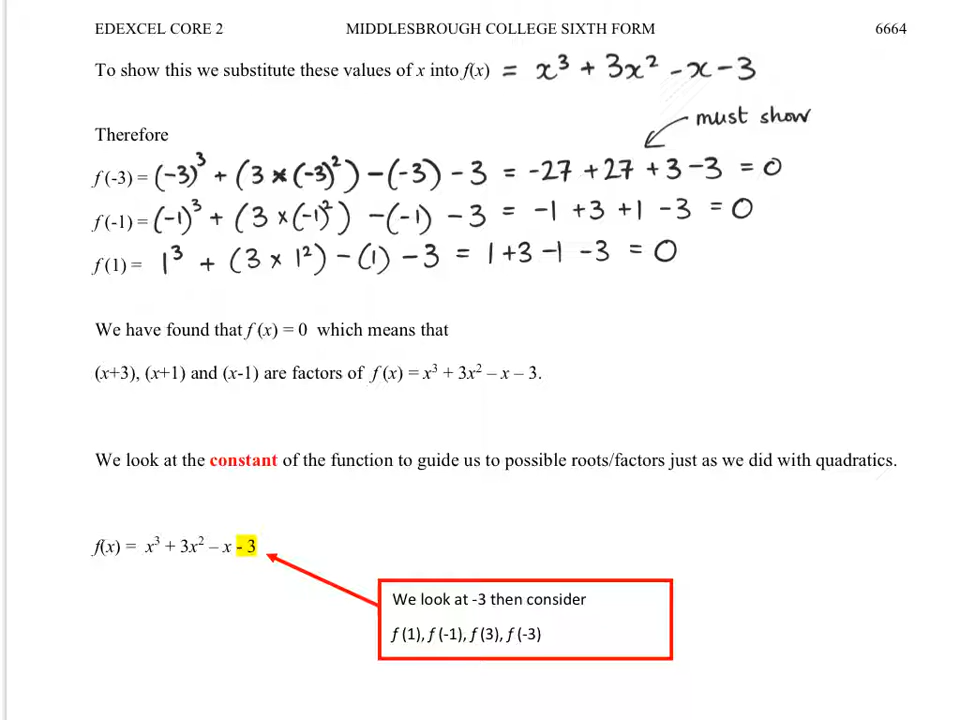 EDEXCEL CORE 2 MIDDLESBROUGH COLLEGE SIXTH FORM 6664
To show this we substitute these values of x into f(x) = x³ + 3x² - x - 3
must show
Therefore
f (-3) = (-3)³ + (3 × (-3)²) - (-3) - 3 = -27 + 27 + 3 - 3 = 0
f (-1) = (-1)³ + (3 × (-1)²) - (-1) - 3 = -1 + 3 + 1 - 3 = 0
f (1) = 1³ + (3 × 1²) - (1) - 3 = 1 + 3 - 1 - 3 = 0
We have found that f (x) = 0 which means that
(x+3), (x+1) and (x-1) are factors of f (x) = x³ + 3x² – x – 3.
We look at the constant of the function to guide us to possible roots/factors just as we did with quadratics.
f(x) = x³ + 3x² – x - 3
We look at -3 then consider
f (1), f (-1), f (3), f (-3)